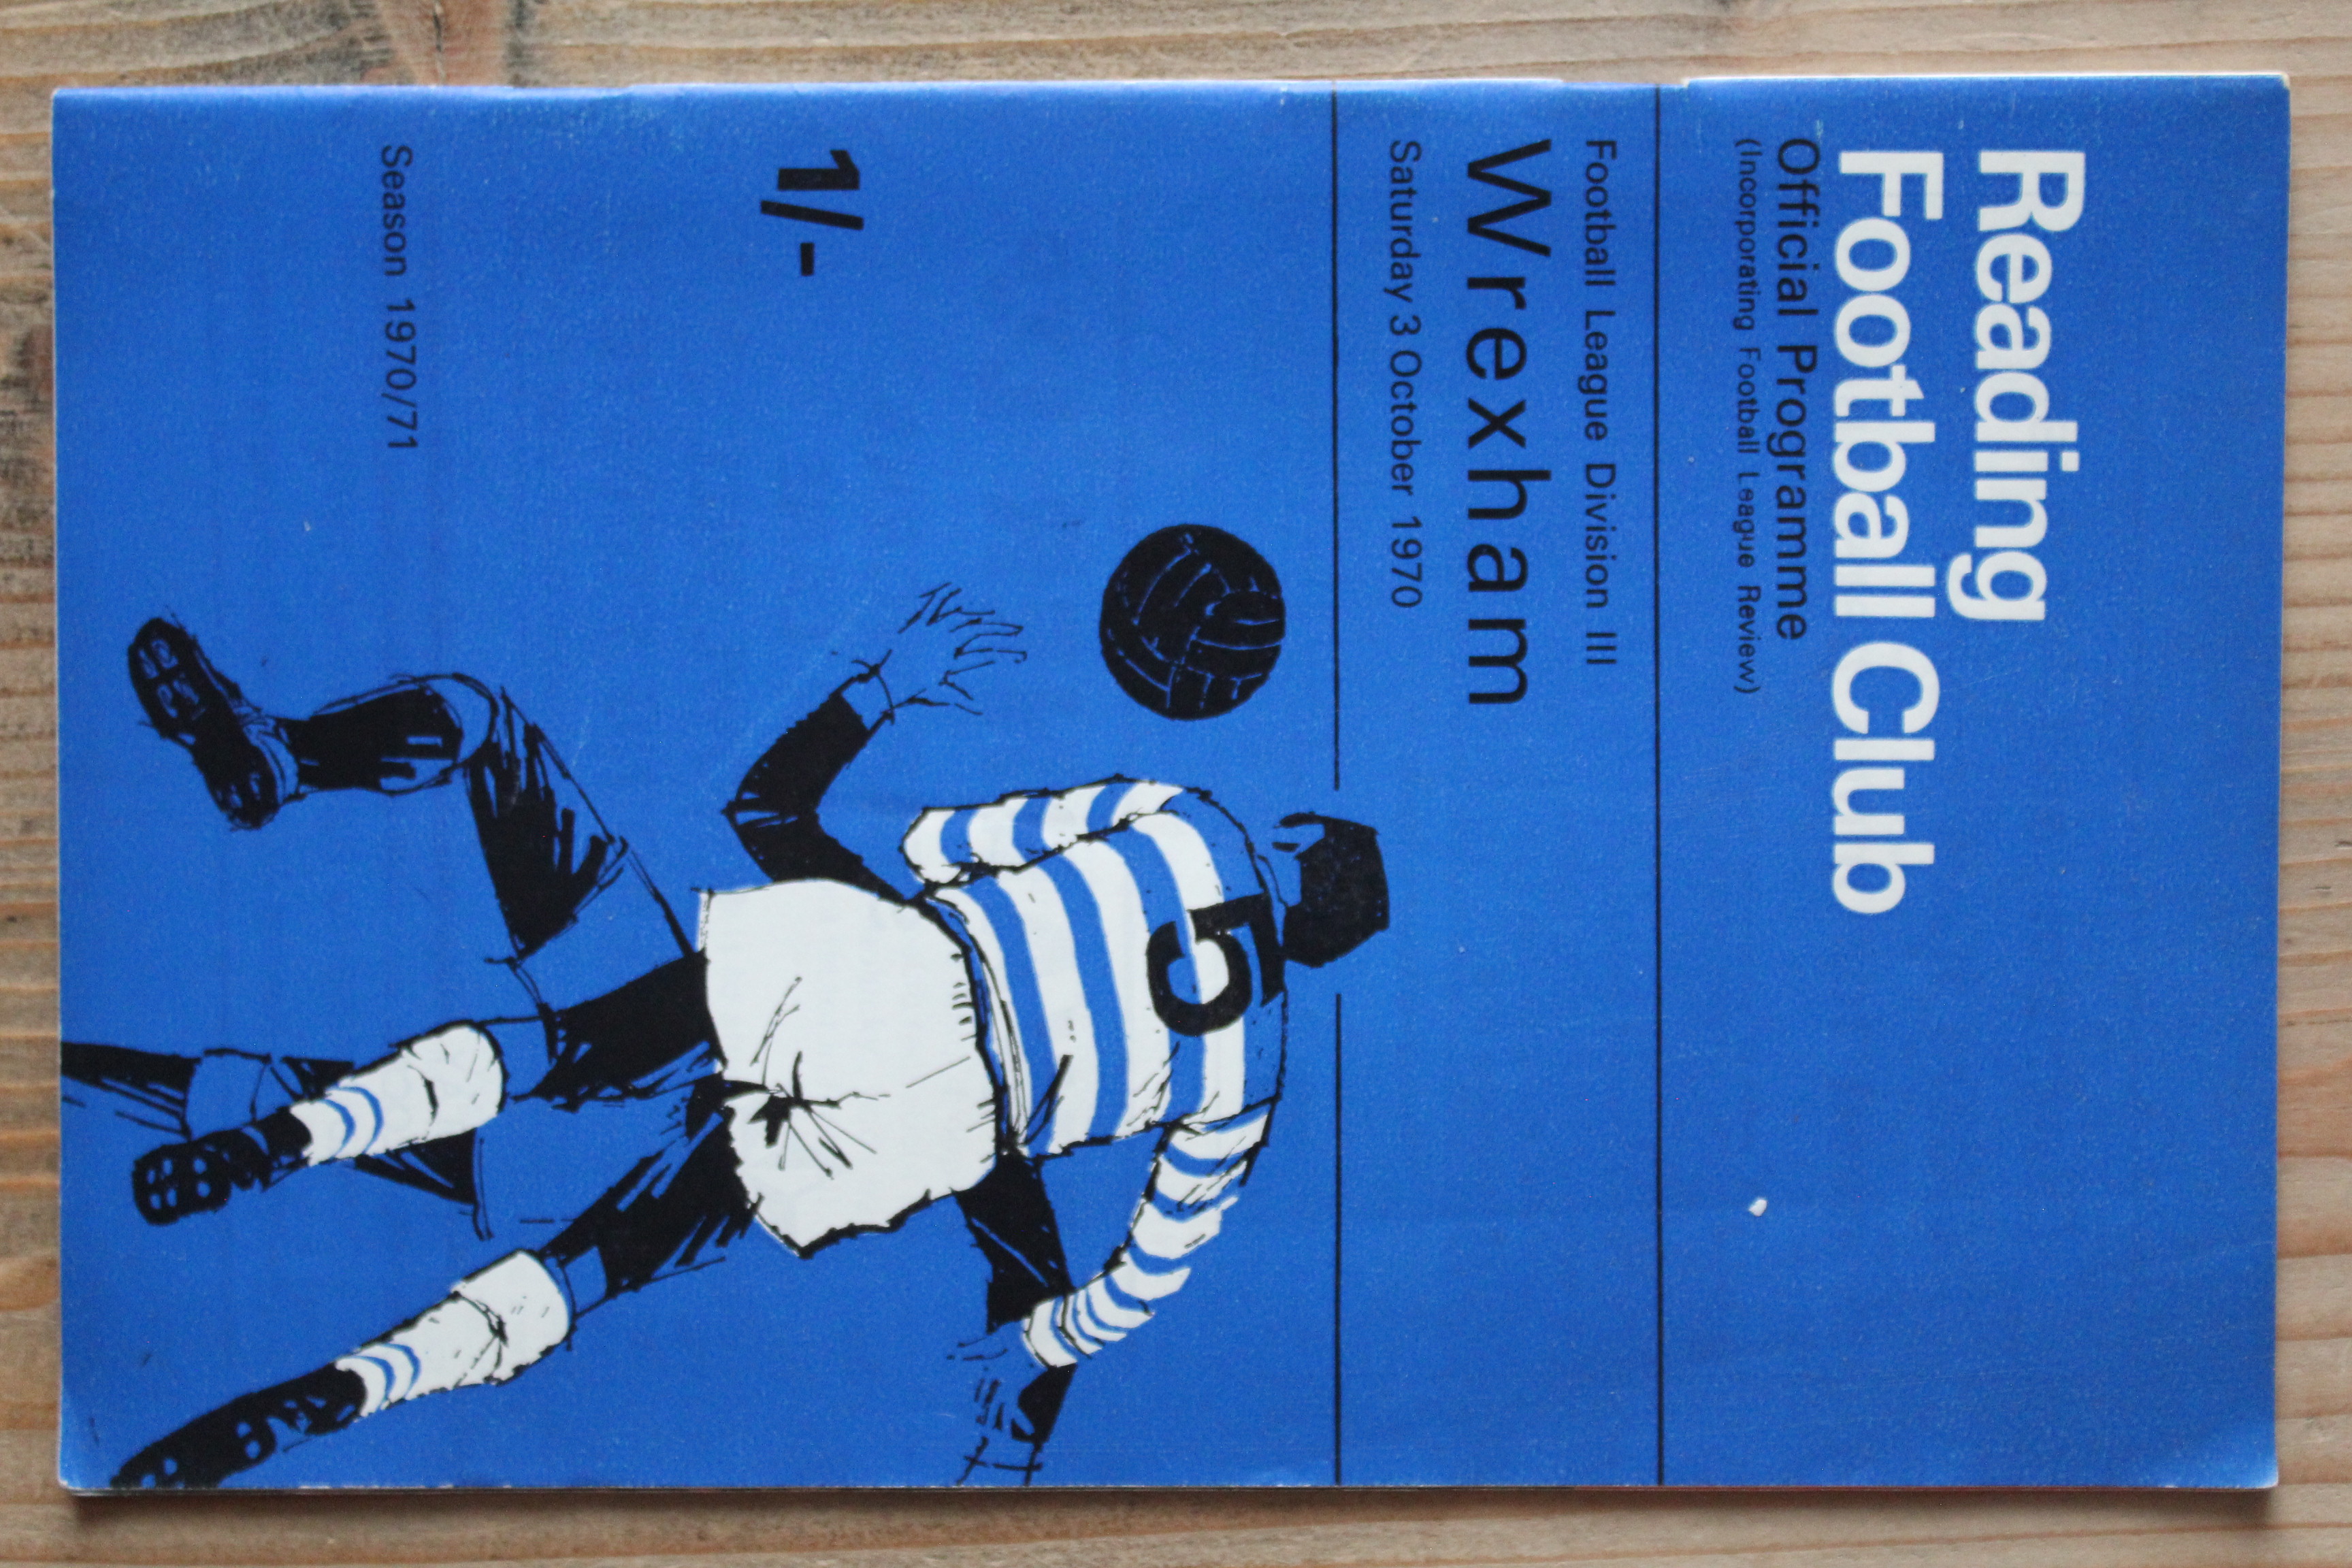 Reading
Football Club
Official Programme
(Incorporating Football League Review)
Football League Division III
Wrexham
Saturday 3 October 1970
5
1/-
Season 1970/71